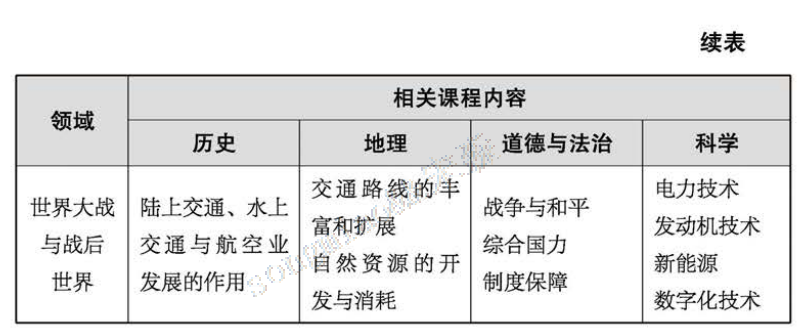 续表
领域
相关课程内容
历史
地理
道德与法治
科学
世界大战
与战后
世界
陆上交通、水上
交通与航空业
发展的作用
交通路线的丰
富和扩展
自然资源的开
发与消耗
战争与和平
综合国力
制度保障
电力技术
发动机技术
新能源
数字化技术